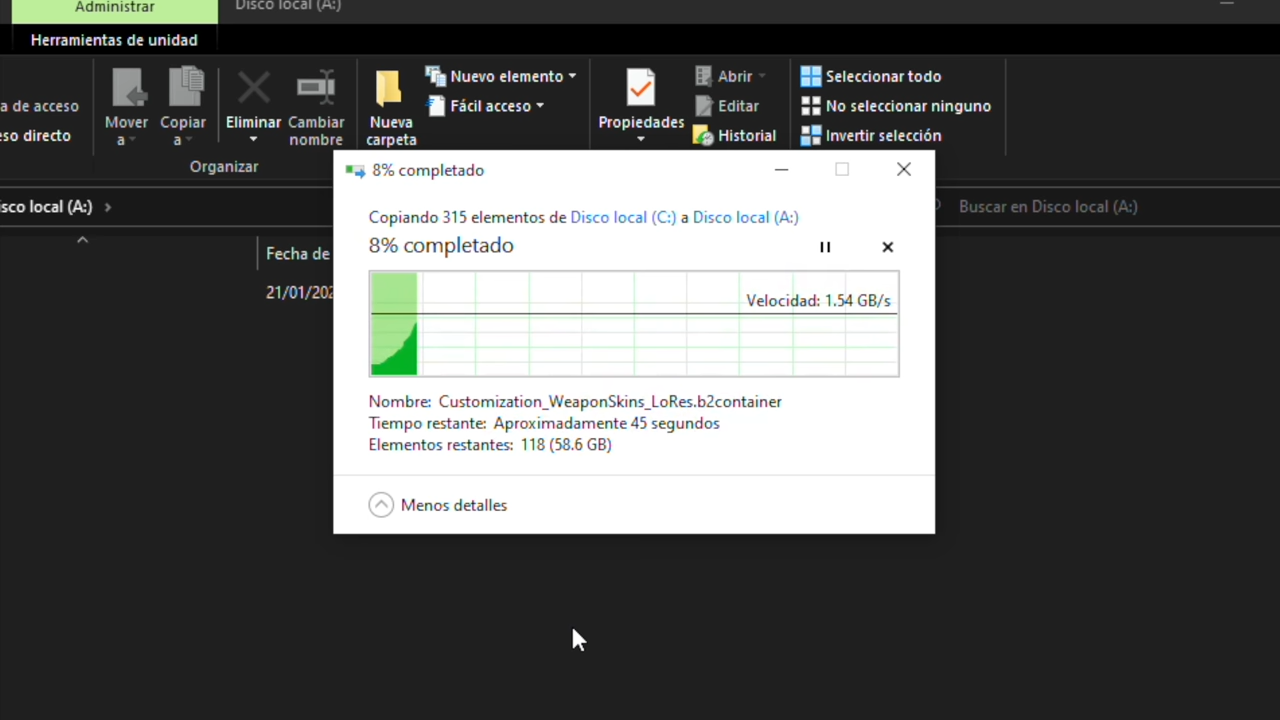 Administrar
Disco local (A:)
Herramientas de unidad
a de acceso
so directo
Mover a
Copiar a
Eliminar
Cambiar nombre
Organizar
Nueva carpeta
Nuevo elemento
Fácil acceso
Propiedades
Abrir
Editar
Historial
Seleccionar todo
No seleccionar ninguno
Invertir selección
sco local (A:)
Buscar en Disco local (A:)
Fecha de
21/01/202
8% completado
Copiando 315 elementos de Disco local (C:) a Disco local (A:)
8% completado
Velocidad: 1.54 GB/s
Nombre: Customization_WeaponSkins_LoRes.b2container
Tiempo restante: Aproximadamente 45 segundos
Elementos restantes: 118 (58.6 GB)
Menos detalles